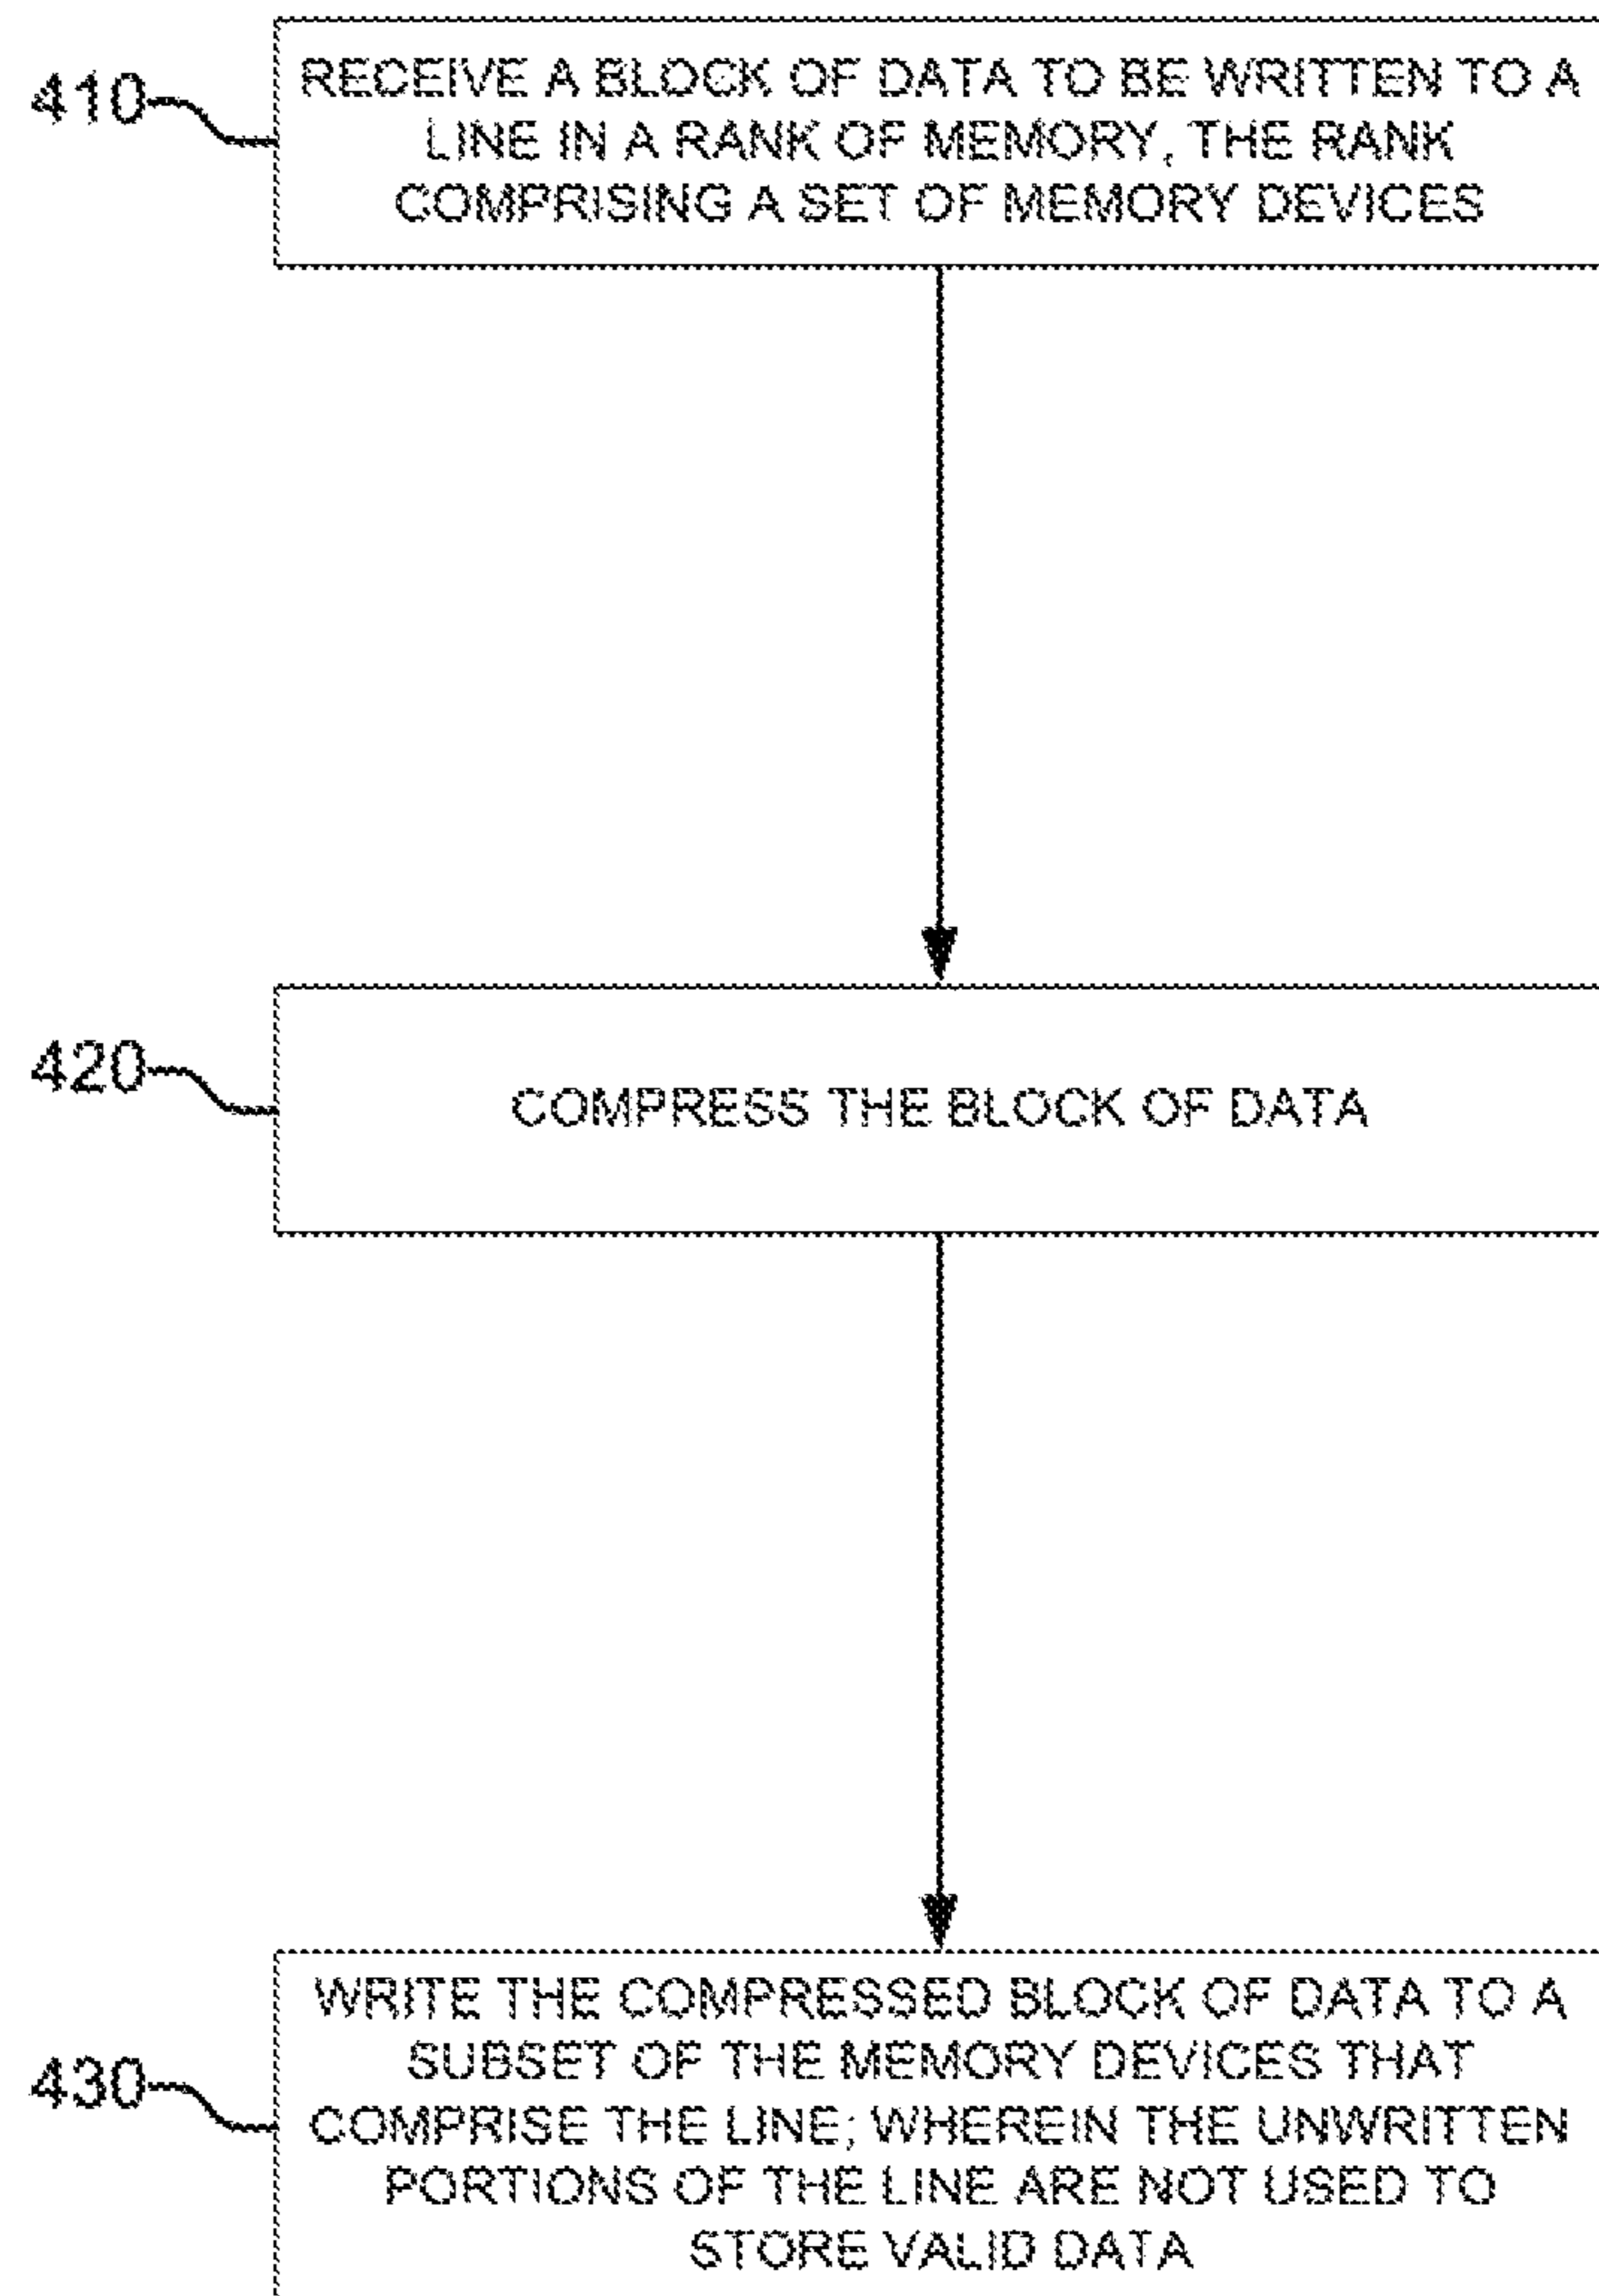 410
RECEIVE A BLOCK OF DATA TO BE WRITTEN TO A
LINE IN A RANK OF MEMORY, THE RANK
COMPRISING A SET OF MEMORY DEVICES
420
COMPRESS THE BLOCK OF DATA
430
WRITE THE COMPRESSED BLOCK OF DATA TO A
SUBSET OF THE MEMORY DEVICES THAT
COMPRISE THE LINE; WHEREIN THE UNWRITTEN
PORTIONS OF THE LINE ARE NOT USED TO
STORE VALID DATA